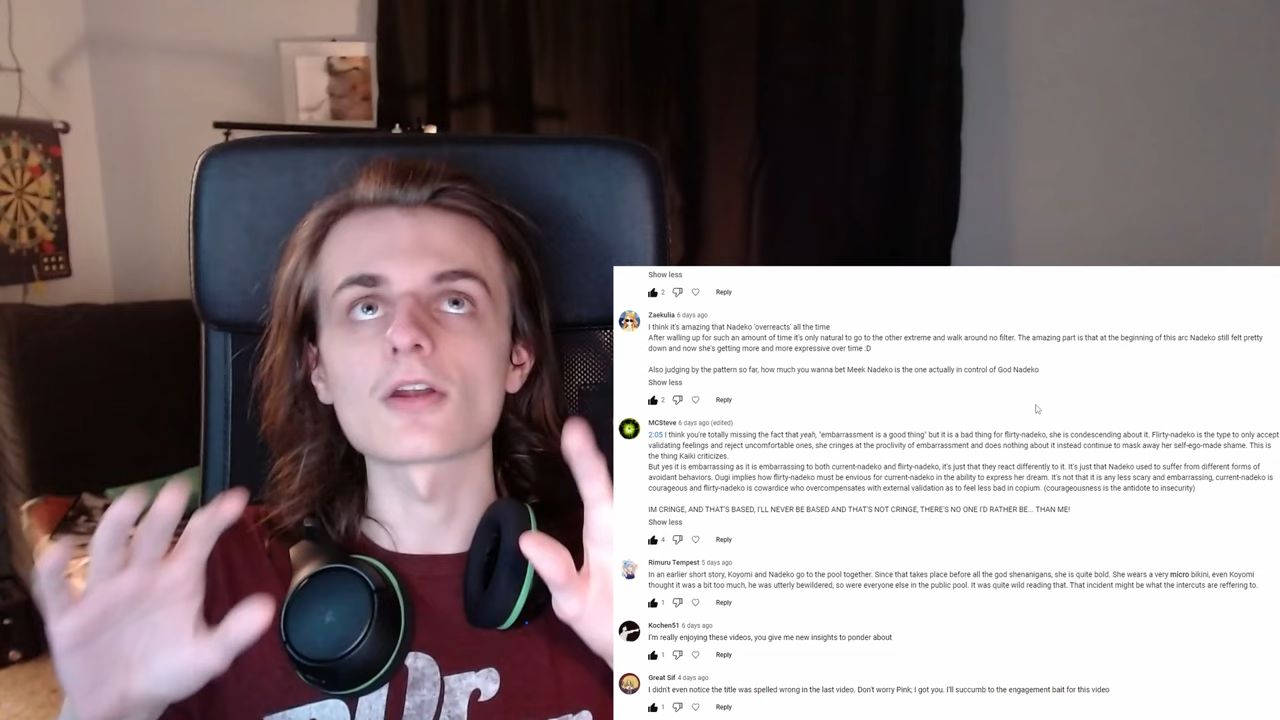 Show less
2
Reply
Zaekulia 6 days ago
I think it's amazing that Nadeko 'overreacts' all the time
After walling up for such an amount of time it's only natural to go to the other extreme and walk around no filter. The amazing part is that at the beginning of this arc Nadeko still felt pretty
down and now she's getting more and more expressive over time :D
Also judging by the pattern so far, how much you wanna bet Meek Nadeko is the one actually in control of God Nadeko
Show less
2
Reply
MCSteve 6 days ago (edited)
2:05 I think you're totally missing the fact that yeah, "embarrassment is a good thing" but it is a bad thing for flirty-nadeko, she is condescending about it. Flirty-nadeko is the type to only accept
validating feelings and reject uncomfortable ones, she cringes at the proclivity of embarrassment and does nothing about it instead continue to mask away her self-ego-made shame. This is
the thing Kaiki criticizes.
But yes it is embarrassing as it is embarrassing to both current-nadeko and flirty-nadeko, it's just that they react differently to it. It's just that Nadeko used to suffer from different forms of
avoidant behaviors. Ougi implies how flirty-nadeko must be envious for current-nadeko in the ability to express her dream. It's not that it is any less scary and embarrassing, current-nadeko is
courageous and flirty-nadeko is cowardice who overcompensates with external validation as to feel less bad in copium. (courageousness is the antidote to insecurity)
IM CRINGE, AND THAT'S BASED, I'LL NEVER BE BASED AND THAT'S NOT CRINGE, THERE'S NO ONE I'D RATHER BE... THAN ME!
Show less
4
Reply
Rimuru Tempest 5 days ago
In an earlier short story, Koyomi and Nadeko go to the pool together. Since that takes place before all the god shenanigans, she is quite bold. She wears a very micro bikini, even Koyomi
thought it was a bit too much, he was utterly bewildered, so were everyone else in the public pool. It was quite wild reading that. That incident might be what the intercuts are reffering to.
1
Reply
Kochen51 6 days ago
I'm really enjoying these videos, you give me new insights to ponder about
1
Reply
Great Sif 4 days ago
I didn't even notice the title was spelled wrong in the last video. Don't worry Pink; I got you. I'll succumb to the engagement bait for this video
1
Reply